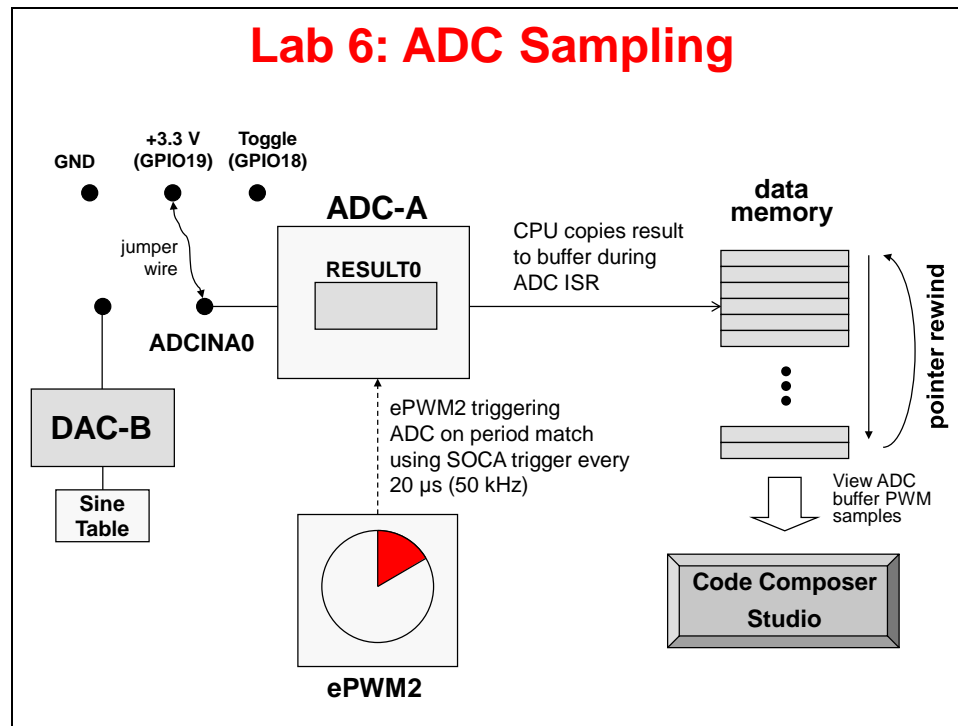 Lab 6: ADC Sampling
GND
+3.3 V
(GPIO19)
Toggle
(GPIO18)
jumper
wire
ADCINA0
ADC-A
RESULT0
CPU copies result
to buffer during
ADC ISR
data
memory
pointer rewind
DAC-B
Sine
Table
ePWM2 triggering
ADC on period match
using SOCA trigger every
20 µs (50 kHz)
ePWM2
View ADC
buffer PWM
samples
Code Composer
Studio